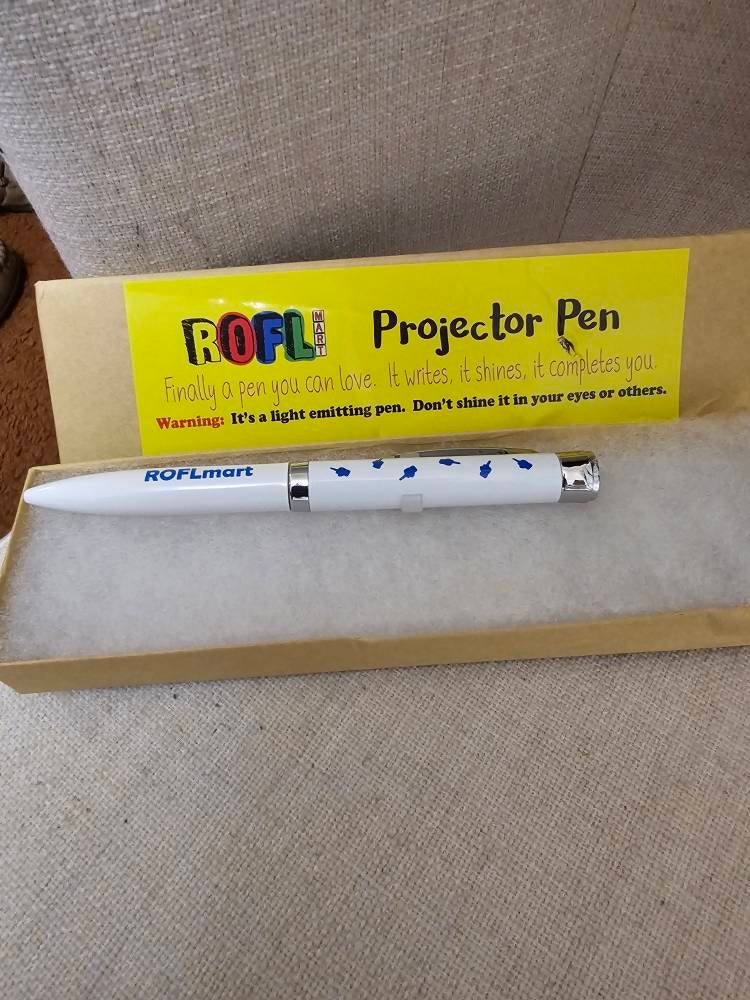 ROFL MART Projector Pen
Finally a pen you can love. It writes, it shines, it completes you.
Warning: It's a light emitting pen. Don't shine it in your eyes or others.
ROFLmart